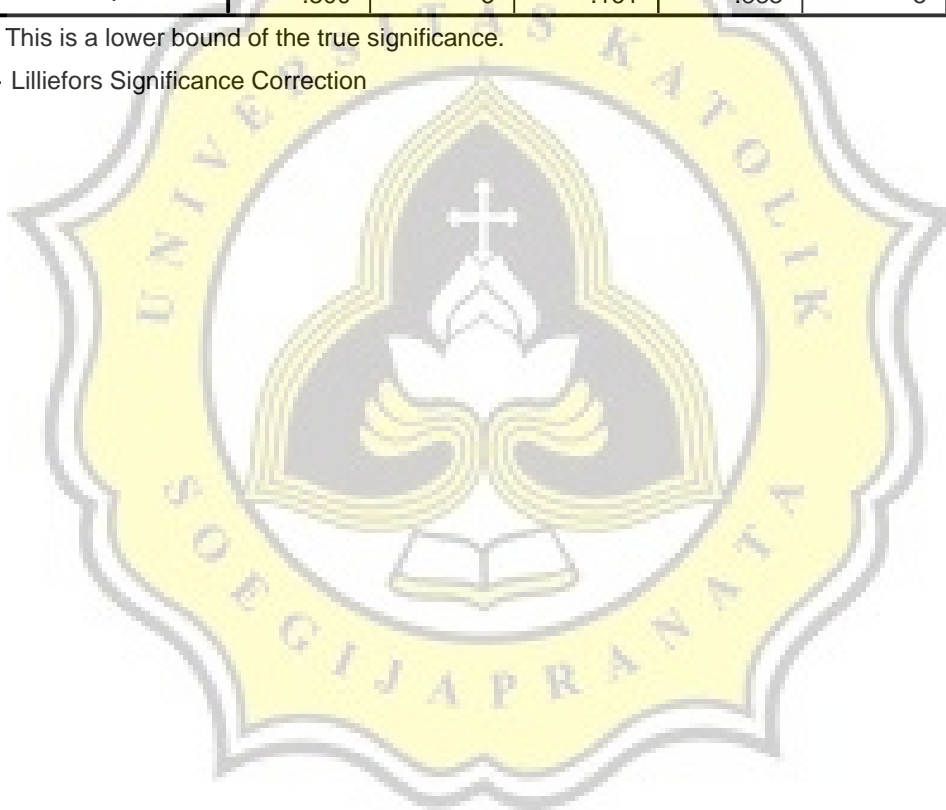 This is a lower bound of the true significance.
Lilliefors Significance Correction
UNIVERSITAS KATOLIK
SOEGIJAPRANATA